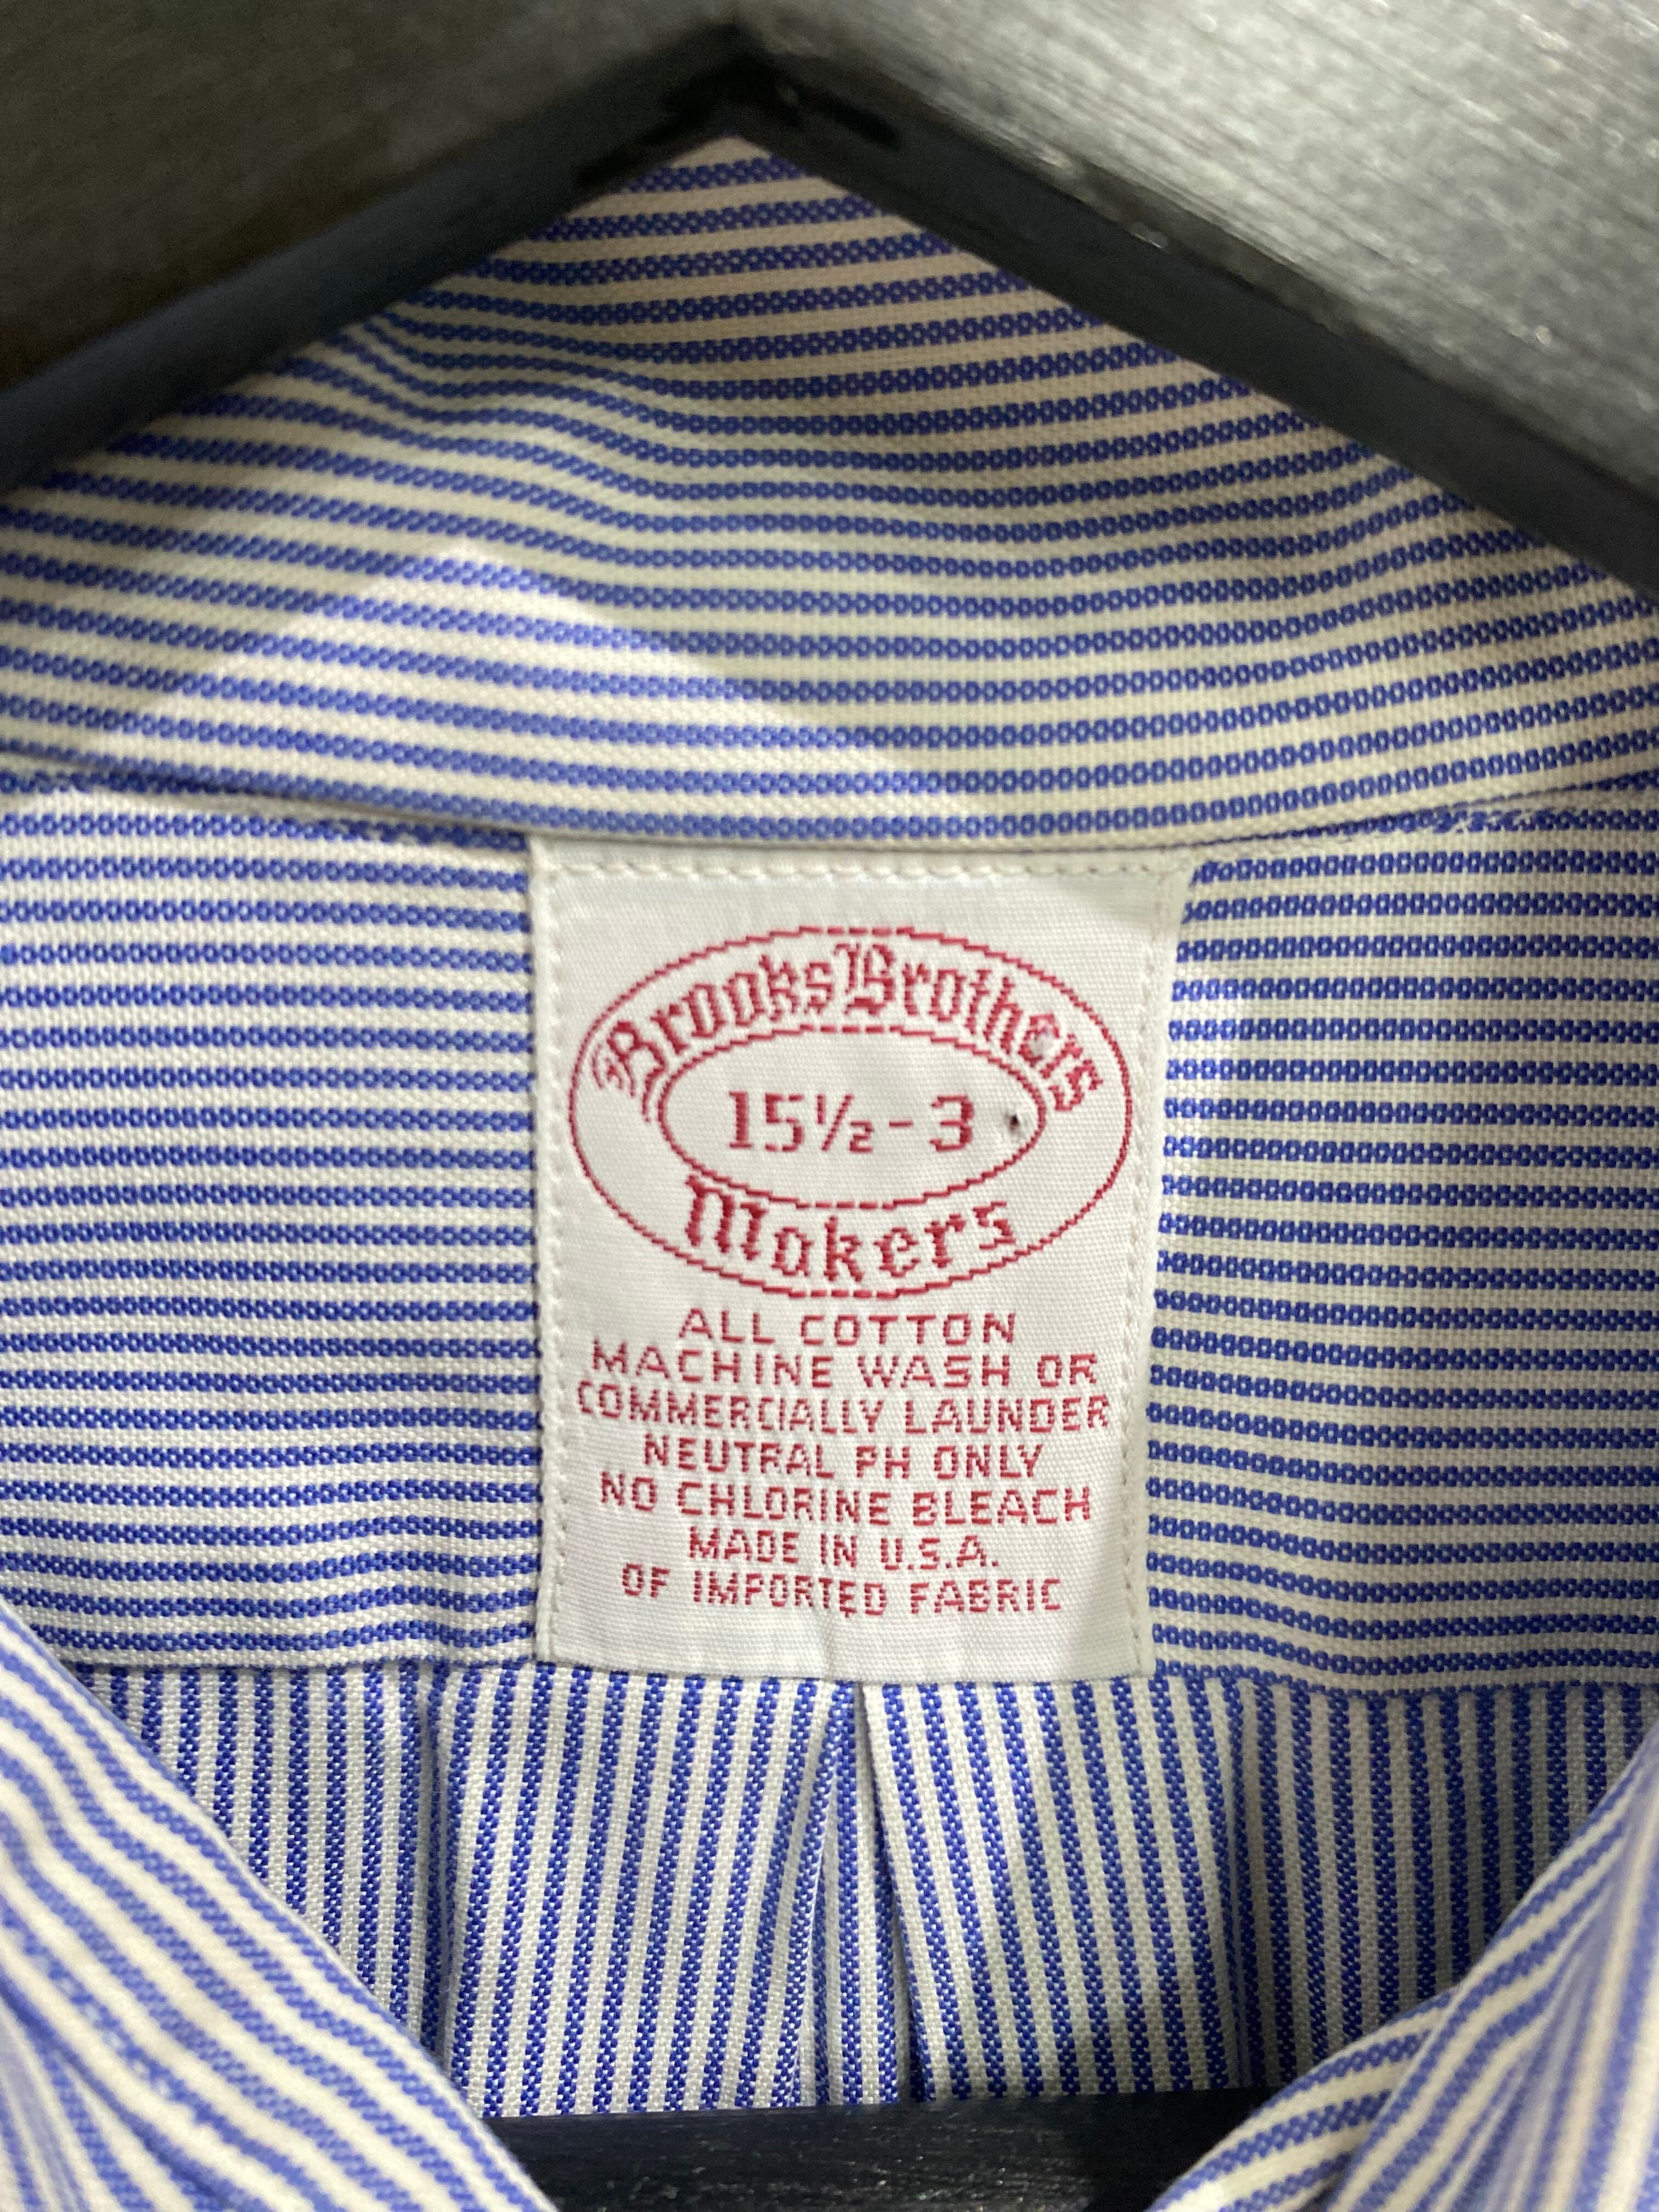 Brooks Brothers
15½-3
Makers
ALL COTTON
MACHINE WASH OR
COMMERCIALLY LAUNDER
NEUTRAL PH ONLY
NO CHLORINE BLEACH
MADE IN U.S.A.
OF IMPORTED FABRIC